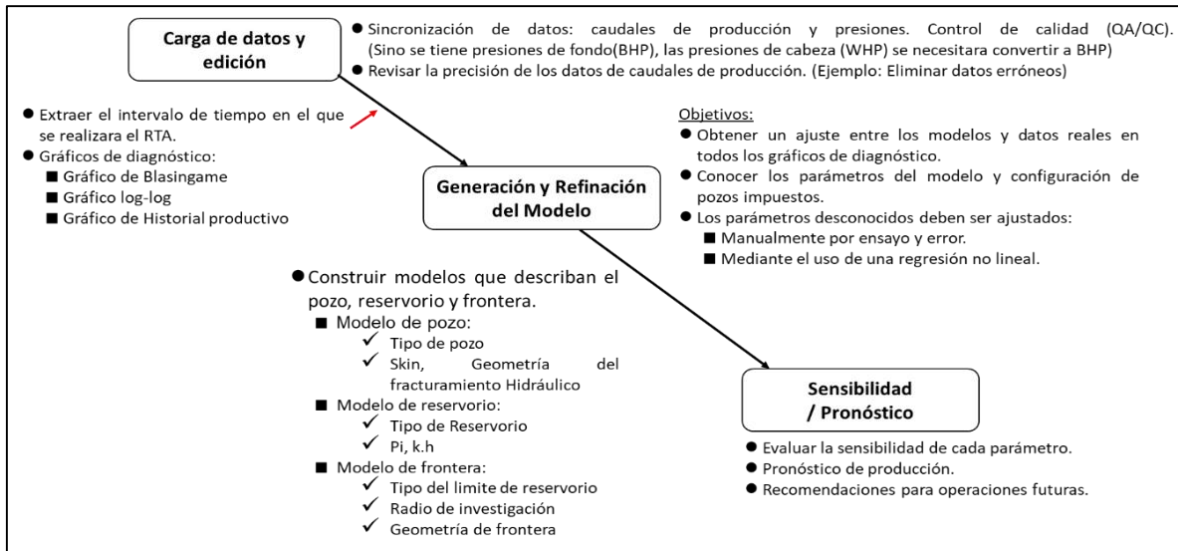 Carga de datos y
edición
● Sincronización de datos: caudales de producción y presiones. Control de calidad (QA/QC).
(Sino se tiene presiones de fondo(BHP), las presiones de cabeza (WHP) se necesitara convertir a BHP)
● Revisar la precisión de los datos de caudales de producción. (Ejemplo: Eliminar datos erróneos)
● Extraer el intervalo de tiempo en el que
se realizara el RTA.
● Gráficos de diagnóstico:
■ Gráfico de Blasingame
■ Gráfico log-log
■ Gráfico de Historial productivo
Generación y Refinación
del Modelo
Objetivos:
● Obtener un ajuste entre los modelos y datos reales en
todos los gráficos de diagnóstico.
● Conocer los parámetros del modelo y configuración de
pozos impuestos.
● Los parámetros desconocidos deben ser ajustados:
■ Manualmente por ensayo y error.
■ Mediante el uso de una regresión no lineal.
● Construir modelos que describan el
pozo, reservorio y frontera.
■ Modelo de pozo:
✓ Tipo de pozo
✓ Skin, Geometría del
fracturamiento Hidráulico
■ Modelo de reservorio:
✓ Tipo de Reservorio
✓ Pi, k.h
■ Modelo de frontera:
✓ Tipo del limite de reservorio
✓ Radio de investigación
✓ Geometría de frontera
Sensibilidad
/ Pronóstico
● Evaluar la sensibilidad de cada parámetro.
● Pronóstico de producción.
● Recomendaciones para operaciones futuras.